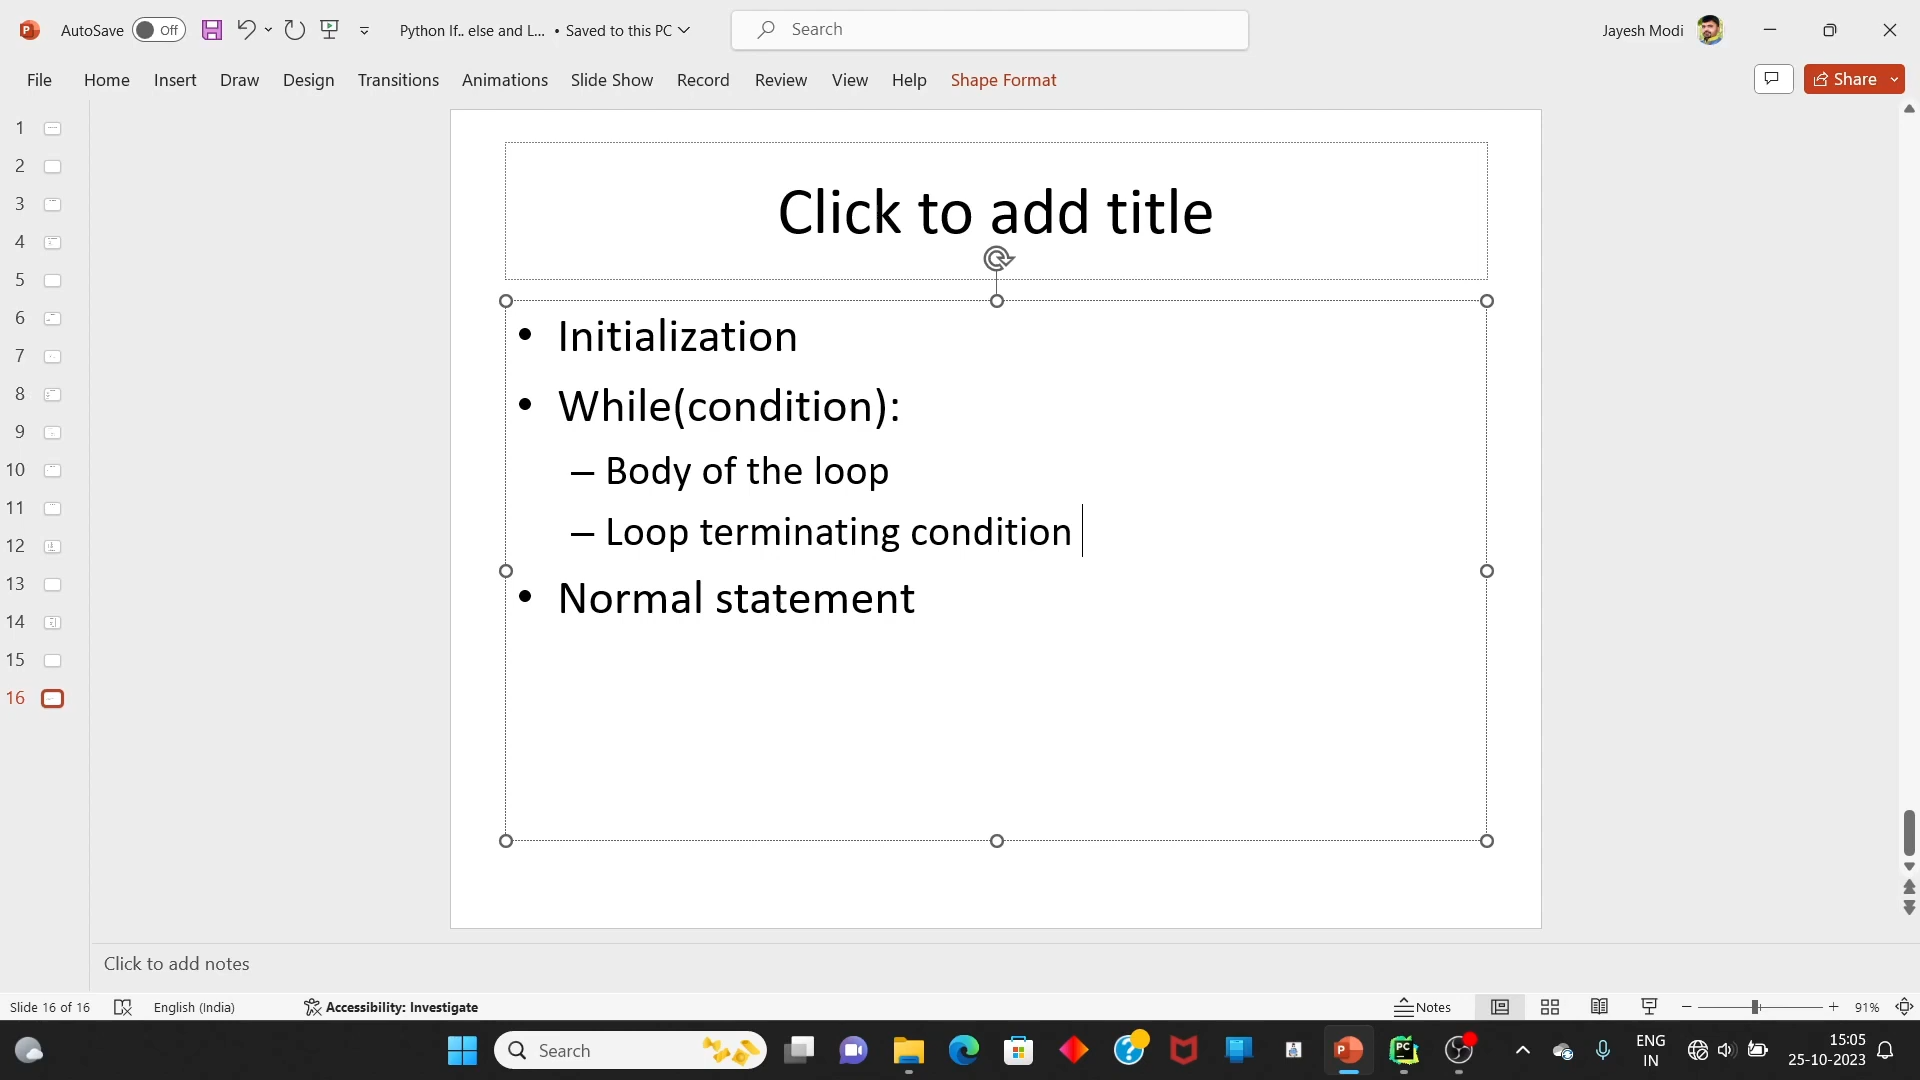 AutoSave Off Python If.. else and L... • Saved to this PC Search Jayesh Modi
File Home Insert Draw Design Transitions Animations Slide Show Record Review View Help Shape Format Share
1
2
3
4
5
6
7
8
9
10
11
12
13
14
15
16
Click to add title
• Initialization
• While(condition):
– Body of the loop
– Loop terminating condition
• Normal statement
Click to add notes
Slide 16 of 16 English (India) Accessibility: Investigate Notes 91%
Search ENG 15:05
IN 25-10-2023